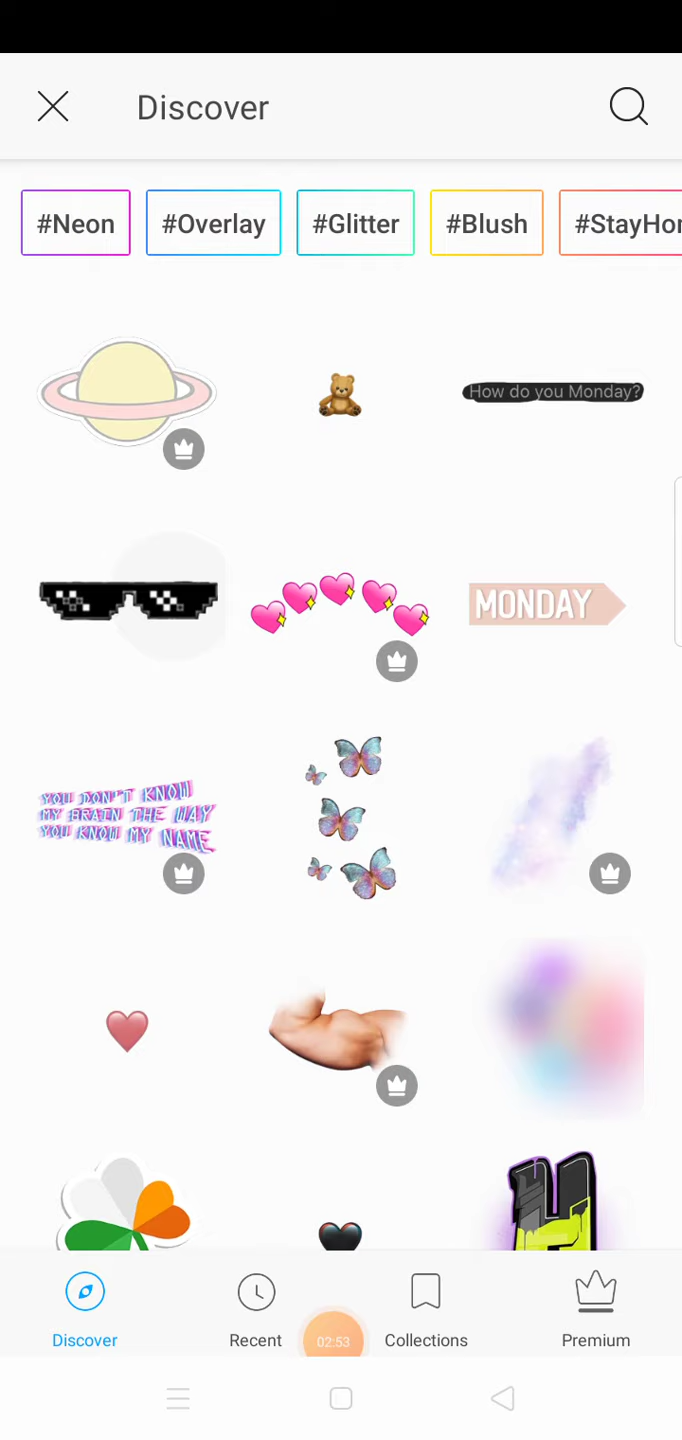 Discover
#Neon
#Overlay
#Glitter
#Blush
#StayHor
How do you Monday?
MONDAY
YOU DON'T KNOW
MY BRAIN THE WAY
YOU KNOW MY NAME
Discover
Recent
02:53
Collections
Premium